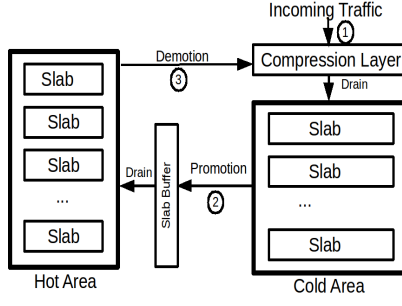 Incoming Traffic
1
Demotion
3
Compression Layer
Drain
Slab
Slab
Slab
...
Slab
Hot Area
Drain
Slab Buffer
Promotion
2
Slab
Slab
...
Slab
Cold Area